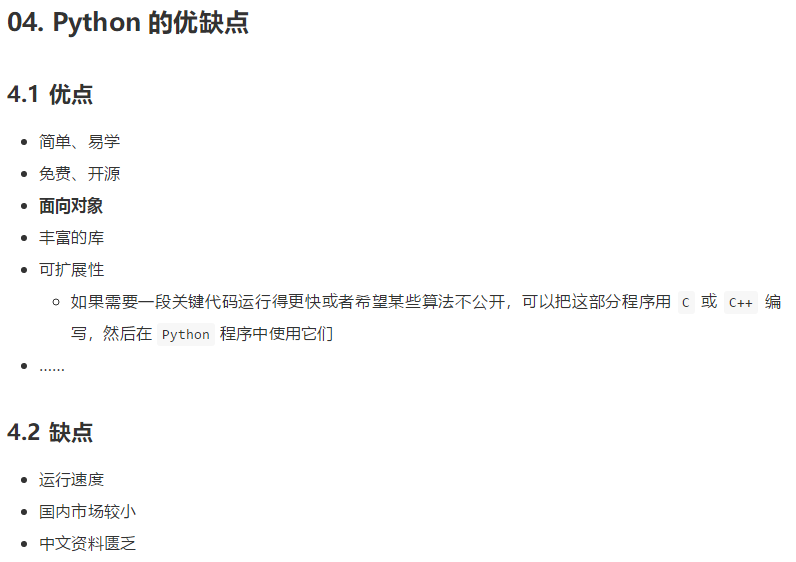 04. Python 的优缺点
4.1 优点
简单、易学
免费、开源
面向对象
丰富的库
可扩展性
如果需要一段关键代码运行得更快或者希望某些算法不公开，可以把这部分程序用 C 或 C++ 编
写，然后在 Python 程序中使用它们
……
4.2 缺点
运行速度
国内市场较小
中文资料匮乏